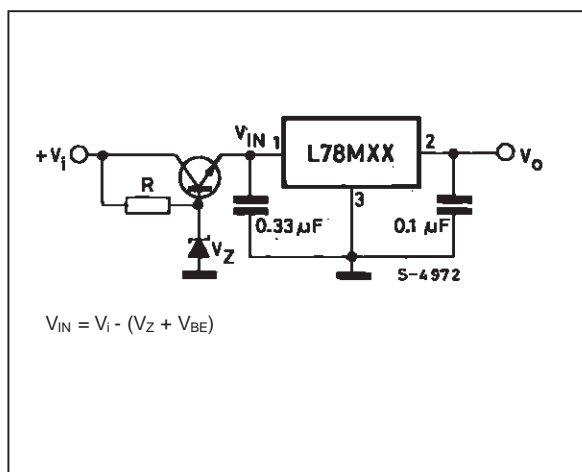 +Vi
R
VZ
VIN
1
L78MXX
2
3
Vo
0.33 µF
0.1 µF
S-4972
VIN = Vi - (VZ + VBE)